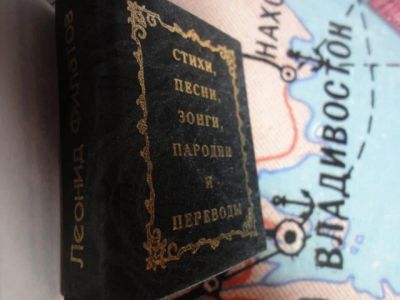 Леонид Филатов
СТИХИ,
ПЕСНИ,
ЗОНГИ,
ПАРОДИИ
И
ПЕРЕВОДЫ
НАХО
ВЛАДИВОСТОК